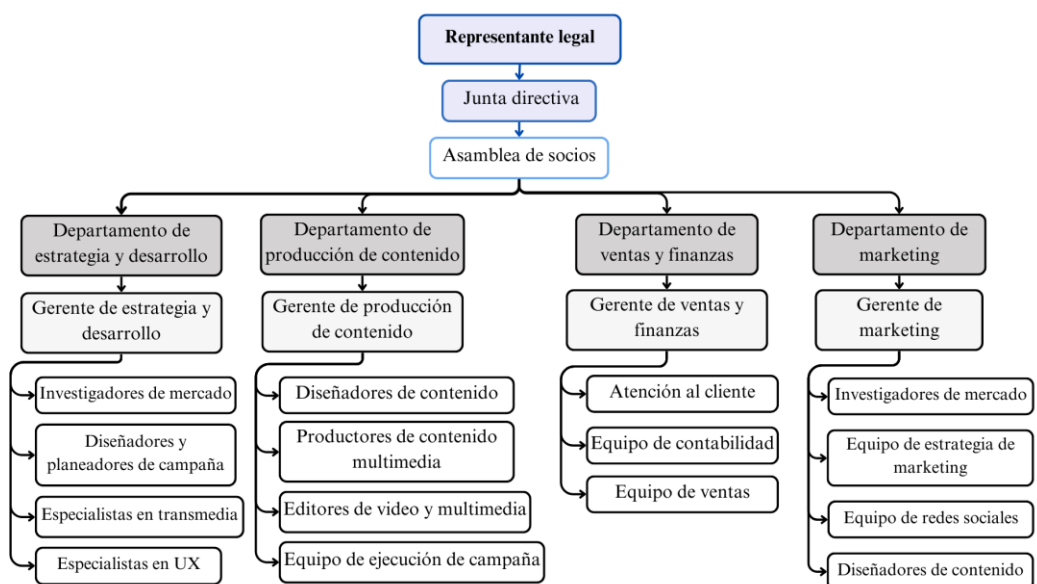 Representante legal
Junta directiva
Asamblea de socios
Departamento de
estrategia y desarrollo
Gerente de estrategia y
desarrollo
Investigadores de mercado
Diseñadores y
planeadores de campaña
Especialistas en transmedia
Especialistas en UX
Departamento de
producción de contenido
Gerente de producción
de contenido
Diseñadores de contenido
Productores de contenido
multimedia
Editores de video y multimedia
Equipo de ejecución de campaña
Departamento de
ventas y finanzas
Gerente de ventas y
finanzas
Atención al cliente
Equipo de contabilidad
Equipo de ventas
Departamento de
marketing
Gerente de
marketing
Investigadores de mercado
Equipo de estrategia de
marketing
Equipo de redes sociales
Diseñadores de contenido